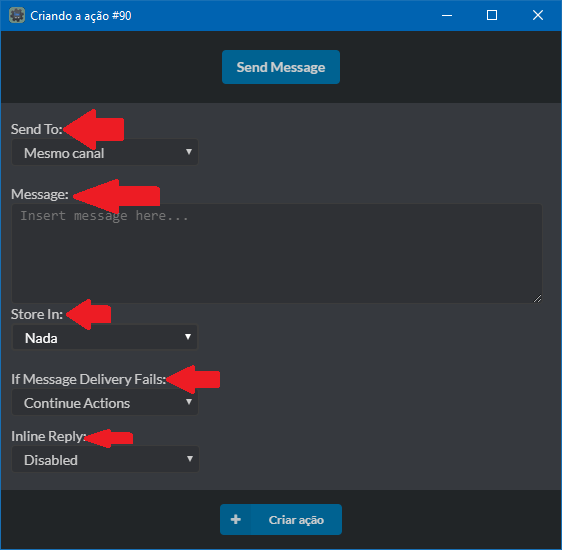 Criando a ação #90
Send Message
Send To:
Mesmo canal
Message:
Insert message here...
Store In:
Nada
If Message Delivery Fails:
Continue Actions
Inline Reply:
Disabled
+ Criar ação